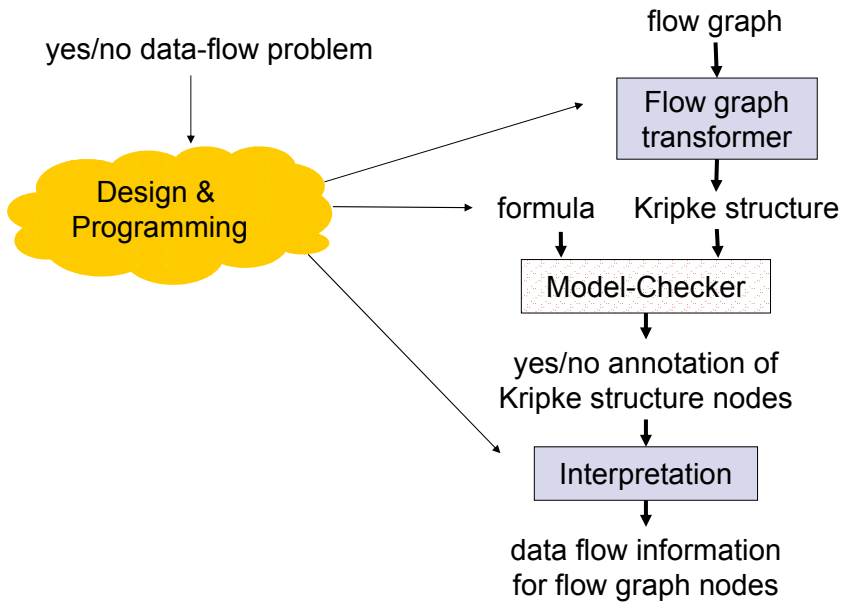 flow graph
yes/no data-flow problem
Flow graph
transformer
Design &
Programming
formula
Kripke structure
Model-Checker
yes/no annotation of
Kripke structure nodes
Interpretation
data flow information
for flow graph nodes